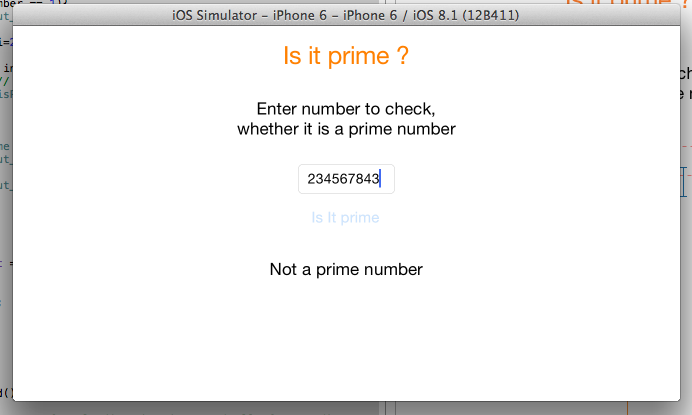 iOS Simulator – iPhone 6 – iPhone 6 / iOS 8.1 (12B411)
Is it prime ?
Enter number to check,
whether it is a prime number
234567843
Is It prime
Not a prime number